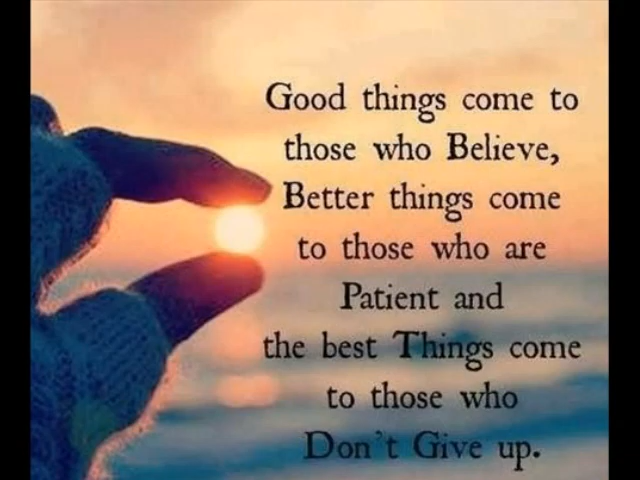 Good things come to
those who Believe,
Better things come
to those who are
Patient and
the best Things come
to those who
Don't Give up.